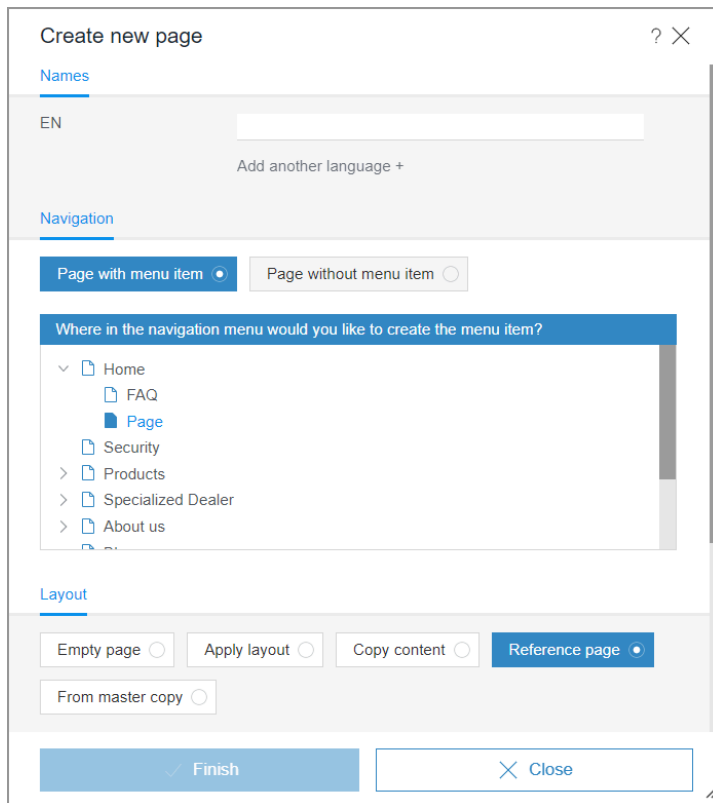 Create new page ?
Names
EN
Add another language +
Navigation
Page with menu item Page without menu item
Where in the navigation menu would you like to create the menu item?
Home
FAQ
Page
Security
Products
Specialized Dealer
About us
Layout
Empty page Apply layout Copy content Reference page
From master copy
Finish Close